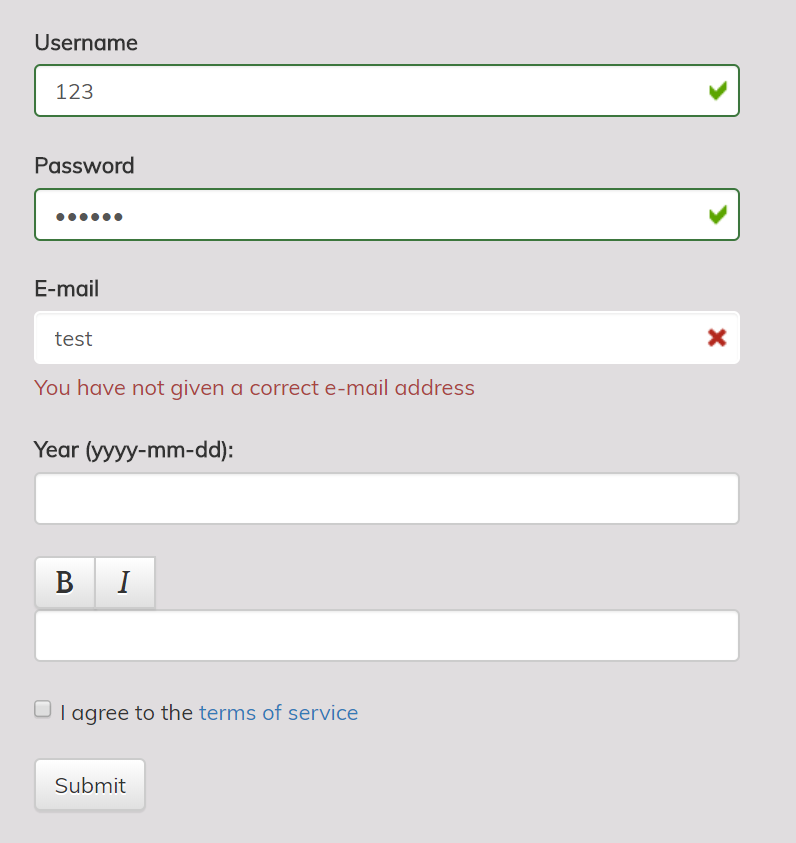 Username
123
Password
••••••
E-mail
test
You have not given a correct e-mail address
Year (yyyy-mm-dd):
B I
I agree to the terms of service
Submit